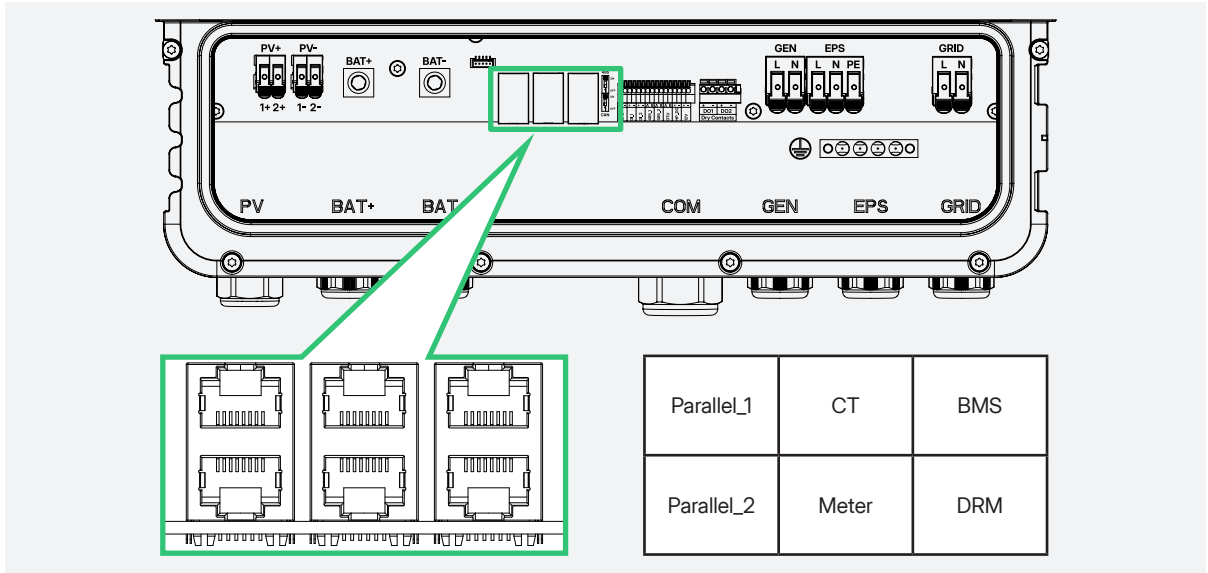 PV+ PV-
1+ 2+ 1- 2-
BAT+
BAT-
CAN
DO1 DO2
Dry Contacts
GEN
L N
EPS
L N PE
GRID
L N
PV
BAT+
BAT
COM
GEN
EPS
GRID
Parallel_1 CT BMS
Parallel_2 Meter DRM